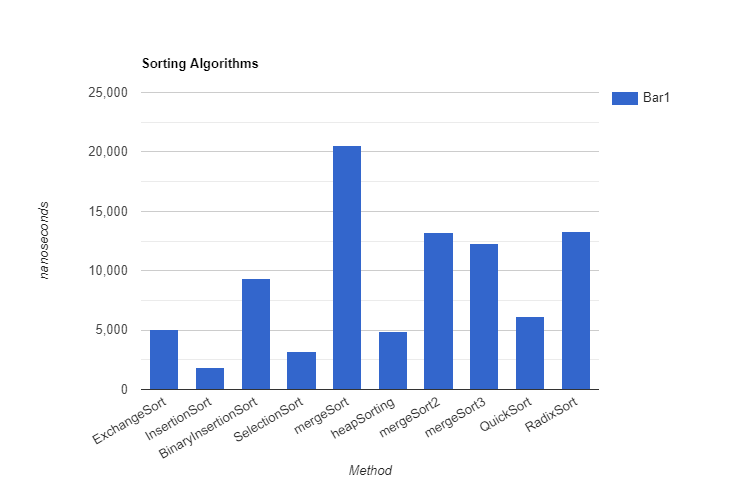 Sorting Algorithms
25,000
20,000
15,000
10,000
5,000
0
nanoseconds
Bar1
ExchangeSort
InsertionSort
BinaryInsertionSort
SelectionSort
mergeSort
heapSorting
mergeSort2
mergeSort3
QuickSort
RadixSort
Method